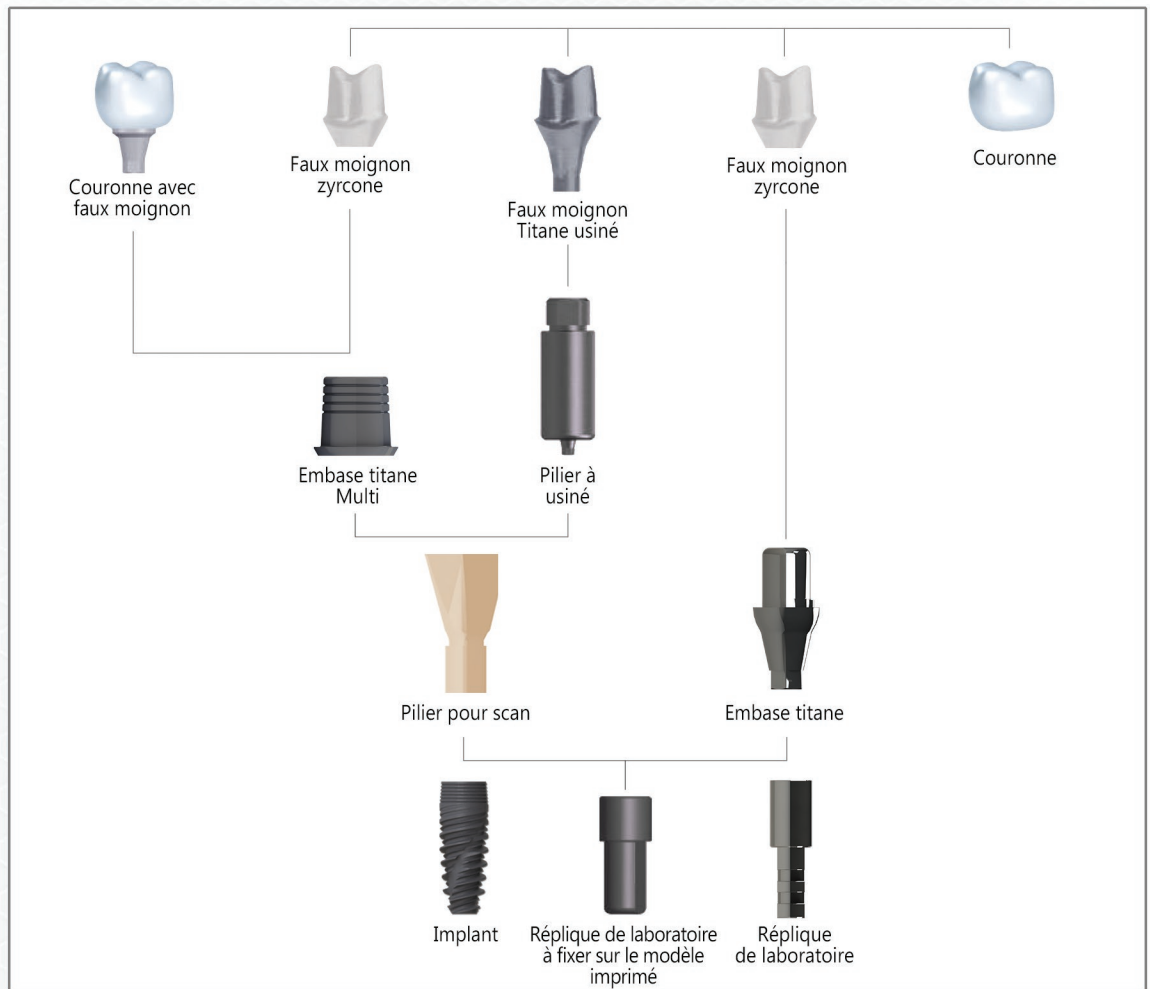 Couronne avec
faux moignon
Faux moignon
zyrcone
Faux moignon
Titane usiné
Faux moignon
zyrcone
Couronne
Embase titane
Multi
Pilier à
usiné
Pilier pour scan
Embase titane
Implant
Réplique de laboratoire
à fixer sur le modèle
imprimé
Réplique
de laboratoire